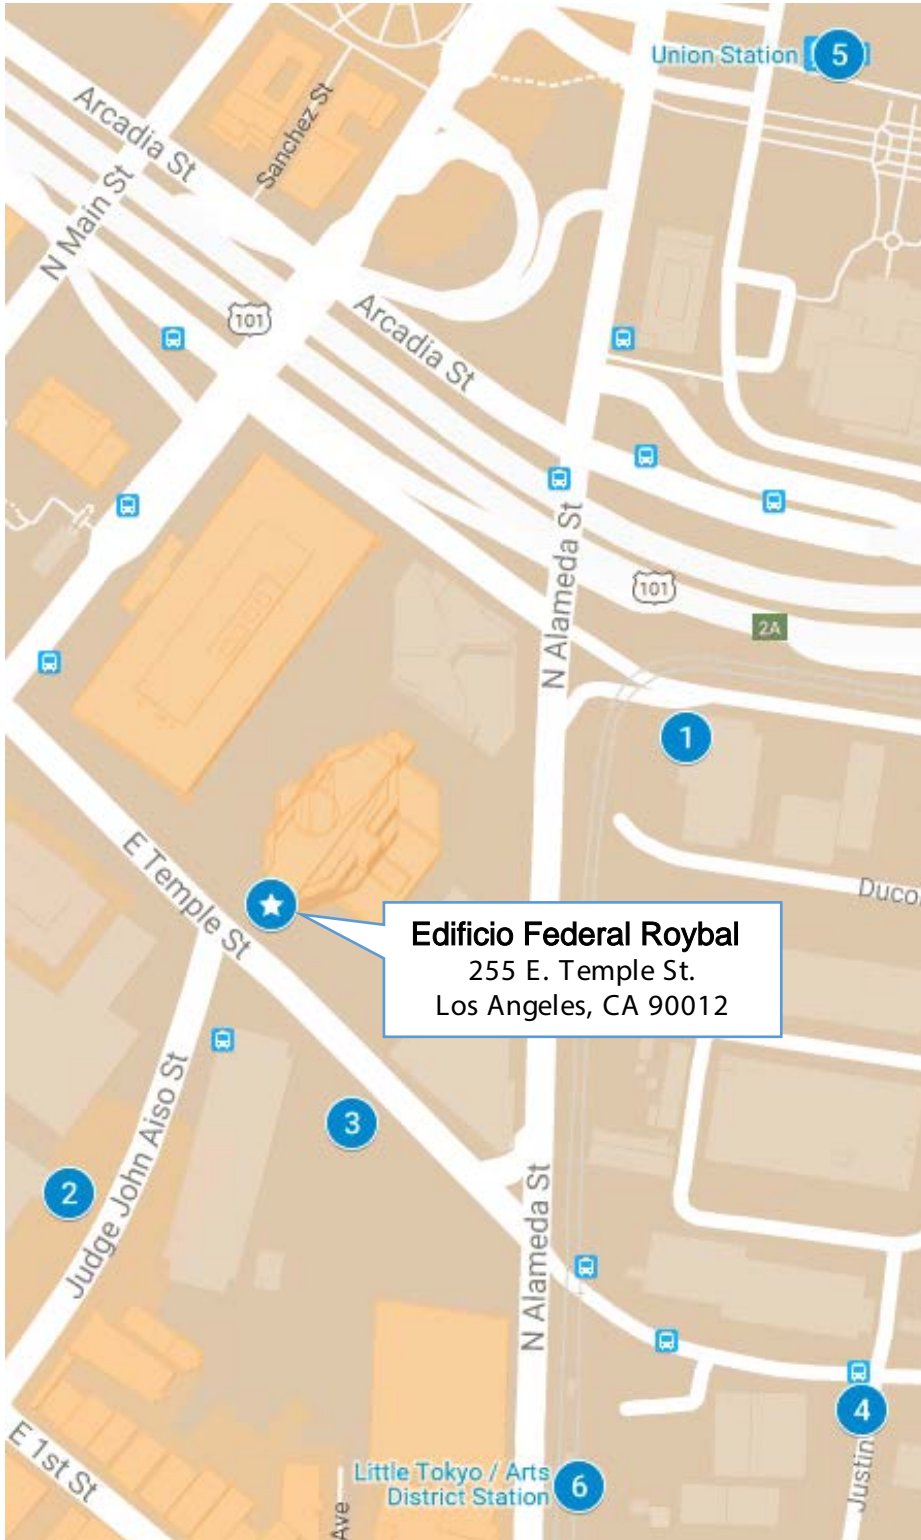 Union Station
5
Arcadia St
Sanchez St
N Main St
101
Arcadia St
N Alameda St
101
2A
1
E Temple St
Duco
Edificio Federal Roybal
255 E. Temple St.
Los Angeles, CA 90012
3
2
Judge John Aiso St
N Alameda St
4
Justin
E 1st St
Little Tokyo / Arts
District Station
6
Ave